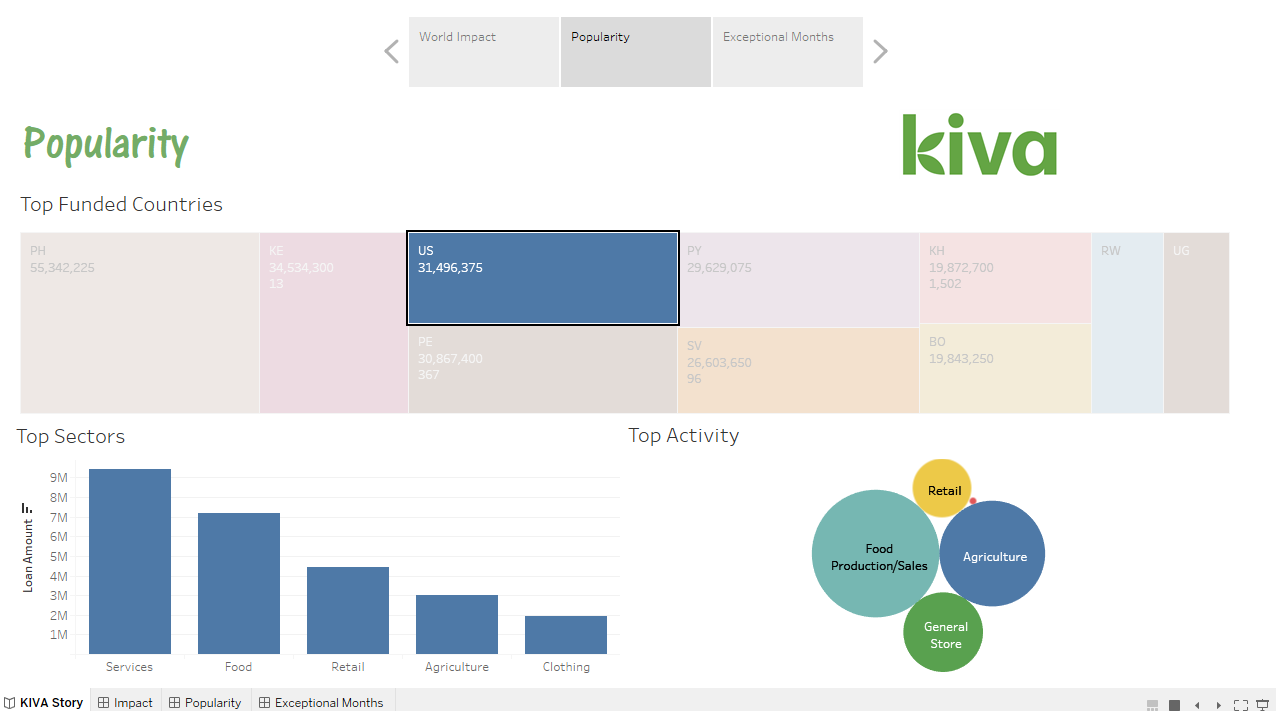 World Impact
Popularity
Exceptional Months
Popularity
kiva
Top Funded Countries
PH
55,342,225
KE
34,534,300
13
US
31,496,375
PE
30,867,400
367
PY
29,629,075
SV
26,603,650
96
KH
19,872,700
1,502
BO
19,843,250
RW
UG
Top Sectors
Loan Amount
9M
8M
7M
6M
5M
4M
3M
2M
1M
Services
Food
Retail
Agriculture
Clothing
Top Activity
Retail
Food
Production/Sales
Agriculture
General
Store
KIVA Story
Impact
Popularity
Exceptional Months